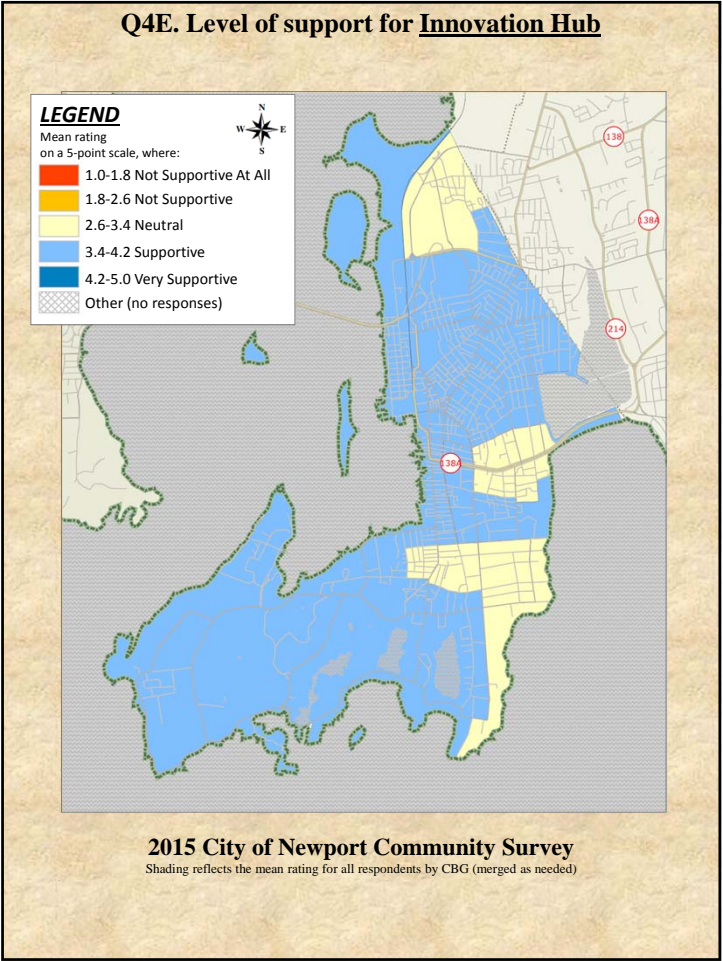 Q4E. Level of support for Innovation Hub
LEGEND
Mean rating
on a 5-point scale, where:
N
W E
S
1.0-1.8 Not Supportive At All
1.8-2.6 Not Supportive
2.6-3.4 Neutral
3.4-4.2 Supportive
4.2-5.0 Very Supportive
Other (no responses)
138
138A
214
138A
2015 City of Newport Community Survey
Shading reflects the mean rating for all respondents by CBG (merged as needed)